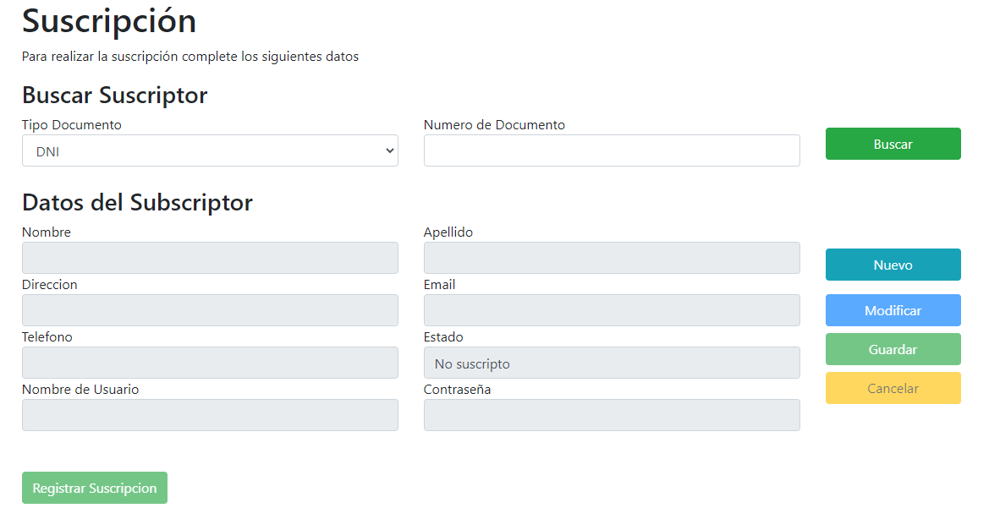 Suscripción
Para realizar la suscripción complete los siguientes datos
Buscar Suscriptor
Tipo Documento
Numero de Documento
DNI
Buscar
Datos del Subscriptor
Nombre
Apellido
Nuevo
Direccion
Email
Modificar
Telefono
Estado
No suscripto
Guardar
Nombre de Usuario
Contraseña
Cancelar
Registrar Suscripcion